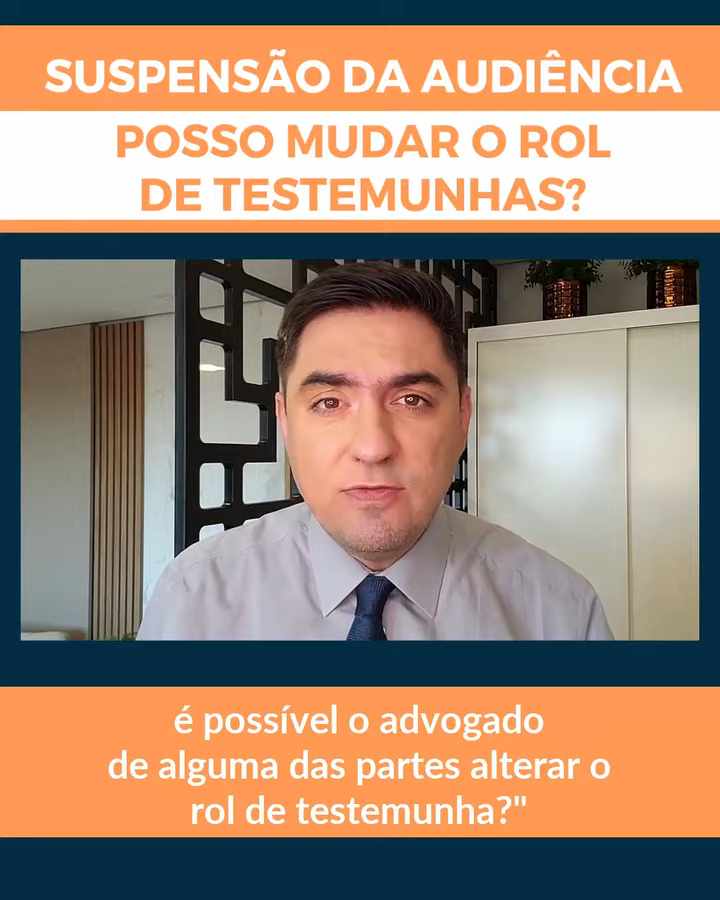 SUSPENSÃO DA AUDIÊNCIA
POSSO MUDAR O ROL
DE TESTEMUNHAS?
é possível o advogado
de alguma das partes alterar o
rol de testemunha?"